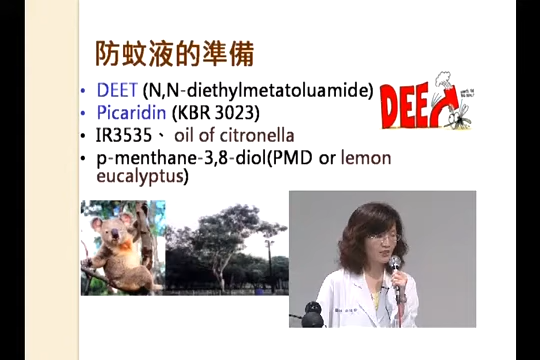 防蚊液的準備
• DEET (N,N-diethylmetatoluamide)
• Picaridin (KBR 3023)
• IR3535、 oil of citronella
• p-menthane-3,8-diol(PMD or lemon
eucalyptus)
DEET